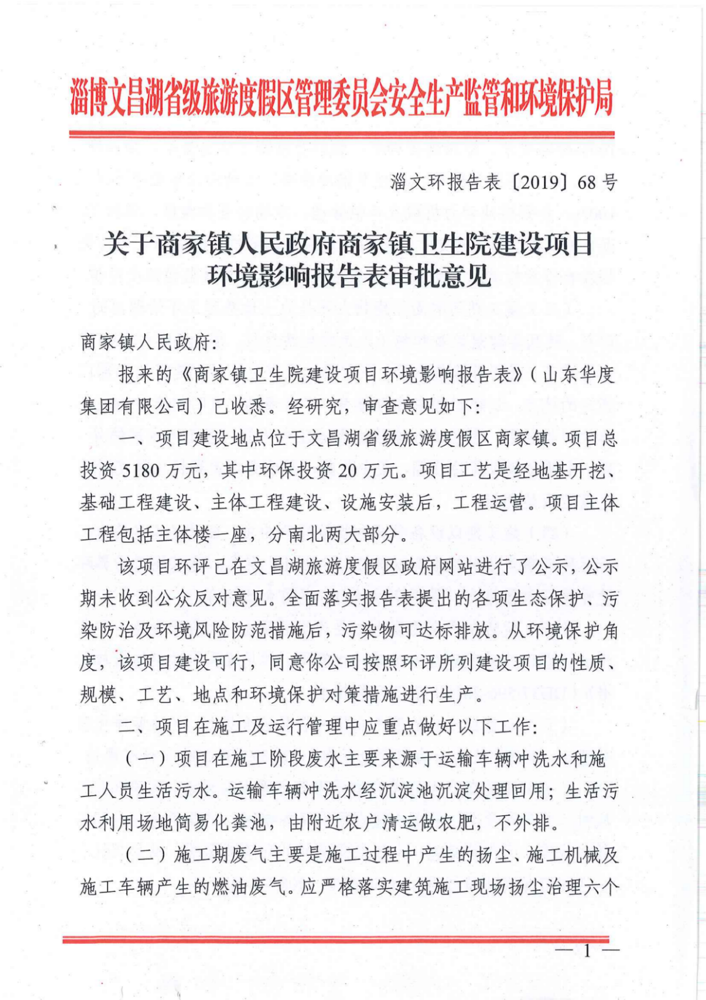 淄博文昌湖省级旅游度假区管理委员会安全生产监管和环境保护局
淄文环报告表〔2019〕68号
关于商家镇人民政府商家镇卫生院建设项目
环境影响报告表审批意见
商家镇人民政府：
报来的《商家镇卫生院建设项目环境影响报告表》（山东华度
集团有限公司）已收悉。经研究，审查意见如下：
一、项目建设地点位于文昌湖省级旅游度假区商家镇。项目总
投资5180万元，其中环保投资20万元。项目工艺是经地基开挖、
基础工程建设、主体工程建设、设施安装后，工程运营。项目主体
工程包括主体楼一座，分南北两大部分。
该项目环评已在文昌湖旅游度假区政府网站进行了公示，公示
期未收到公众反对意见。全面落实报告表提出的各项生态保护、污
染防治及环境风险防范措施后，污染物可达标排放。从环境保护角
度，该项目建设可行，同意你公司按照环评所列建设项目的性质、
规模、工艺、地点和环境保护对策措施进行生产。
二、项目在施工及运行管理中应重点做好以下工作：
（一）项目在施工阶段废水主要来源于运输车辆冲洗水和施
工人员生活污水。运输车辆冲洗水经沉淀池沉淀处理回用；生活污
水利用场地简易化粪池，由附近农户清运做农肥，不外排。
（二）施工期废气主要是施工过程中产生的扬尘、施工机械及
施工车辆产生的燃油废气。应严格落实建筑施工现场扬尘治理六个
— 1 —